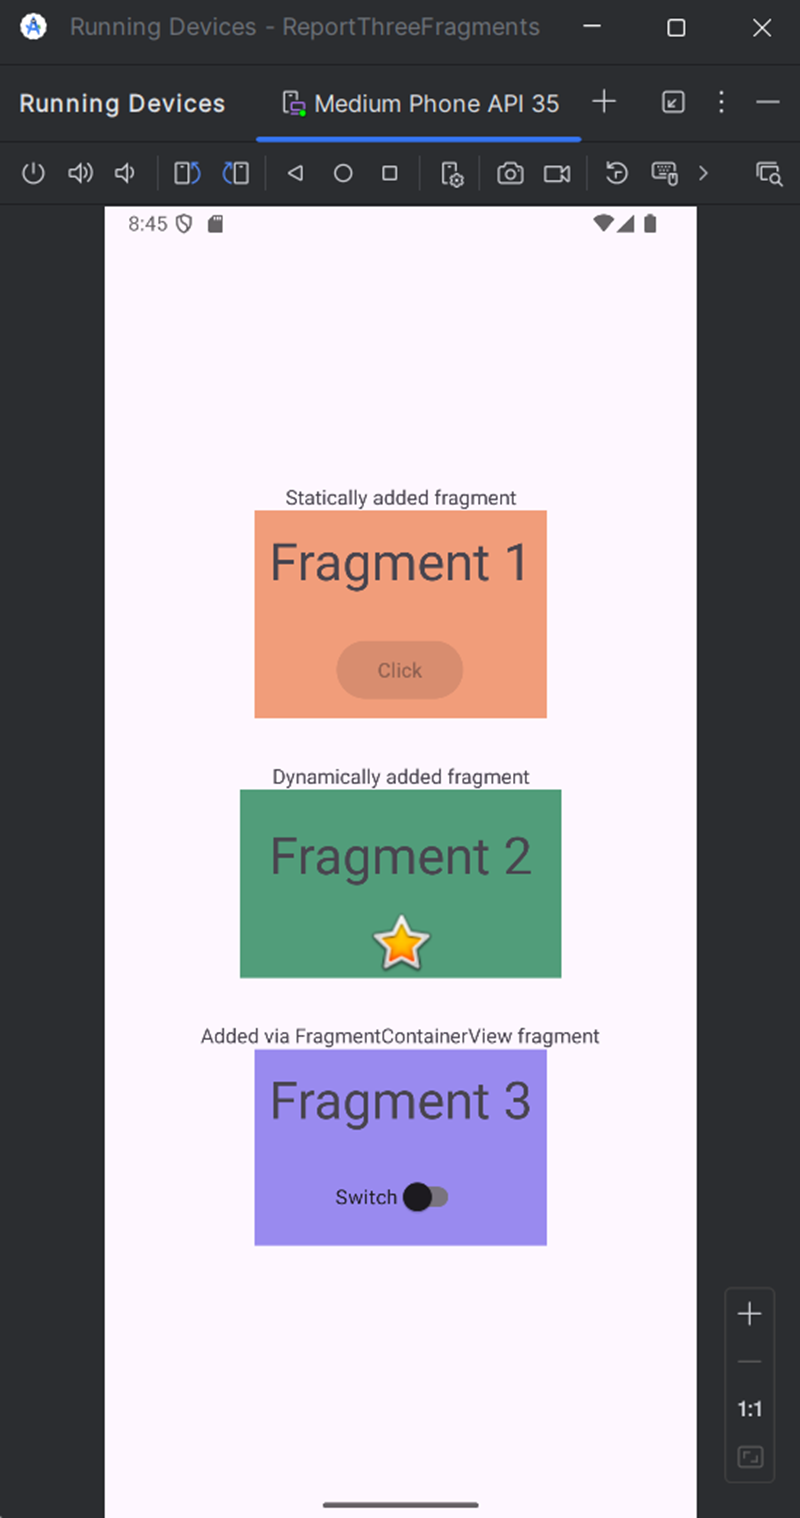 Running Devices - ReportThreeFragments
Running Devices
Medium Phone API 35
8:45
Statically added fragment
Fragment 1
Click
Dynamically added fragment
Fragment 2
Added via FragmentContainerView fragment
Fragment 3
Switch
1:1